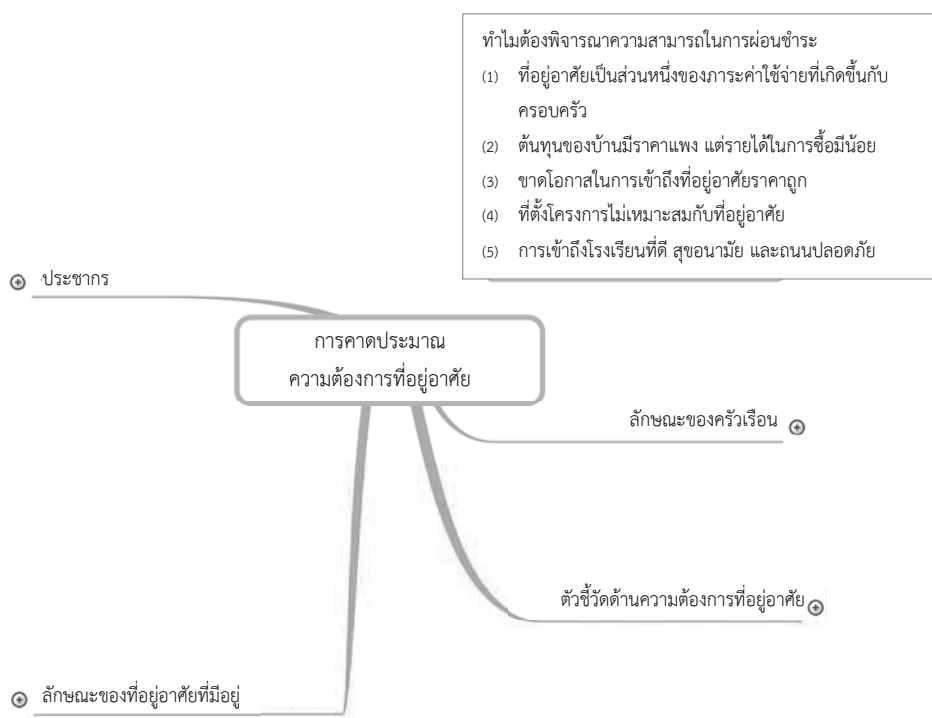 ทำไมต้องพิจารณาความสามารถในการผ่อนชำระ
(1) ที่อยู่อาศัยเป็นส่วนหนึ่งของภาระค่าใช้จ่ายที่เกิดขึ้นกับ
ครอบครัว
(2) ต้นทุนของบ้านมีราคาแพง แต่รายได้ในการซื้อมีน้อย
(3) ขาดโอกาสในการเข้าถึงที่อยู่อาศัยราคาถูก
(4) ที่ตั้งโครงการไม่เหมาะสมกับที่อยู่อาศัย
(5) การเข้าถึงโรงเรียนที่ดี สุขอนามัย และถนนปลอดภัย
ประชากร
การคาดประมาณ
ความต้องการที่อยู่อาศัย
ลักษณะของครัวเรือน
ตัวชี้วัดด้านความต้องการที่อยู่อาศัย
ลักษณะของที่อยู่อาศัยที่มีอยู่